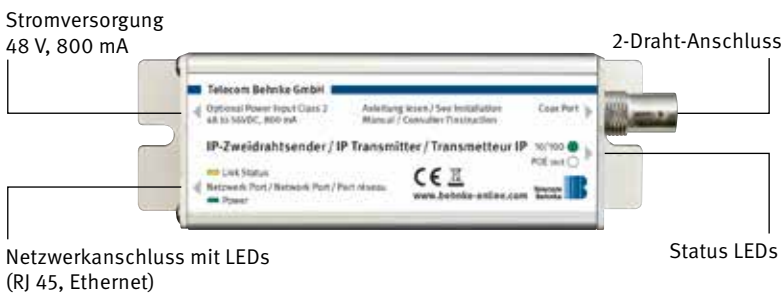 Stromversorgung
48 V, 800 mA
2-Draht-Anschluss
Telecom Behnke GmbH
Optional Power Input Class 2
48 to 56VDC, 800 mA
Anleitung lesen / See Installation
Manual / Consulter l'instruction
Coax Port
IP-Zweidrahtsender / IP Transmitter / Transmetteur IP
10/100
POE out
Link Status
Netzwerk Port / Network Port / Port réseau
Power
CE
www.behnke-online.com
Telecom
Behnke
Netzwerkanschluss mit LEDs
(RJ 45, Ethernet)
Status LEDs